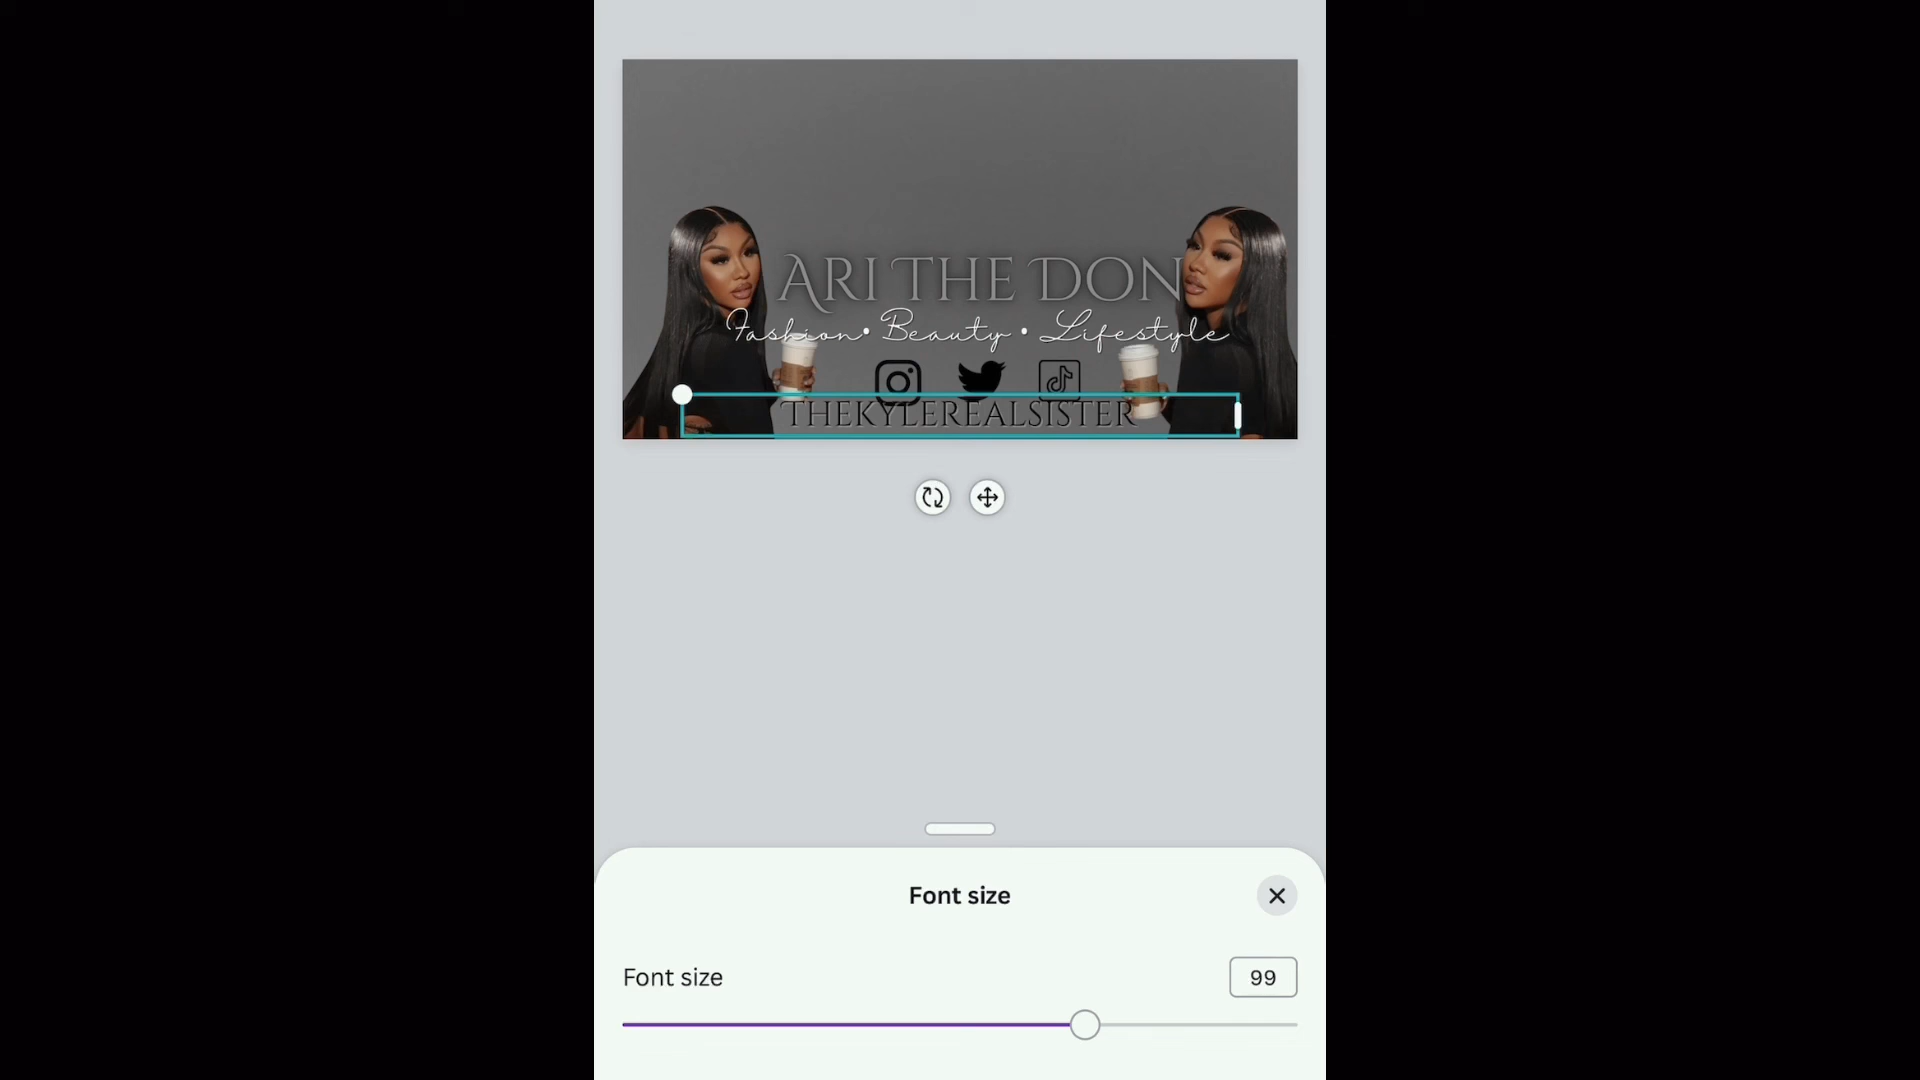 ARI THE DON
Fashion • Beauty • Lifestyle
THEKYLEREALSISTER
Font size
Font size
99